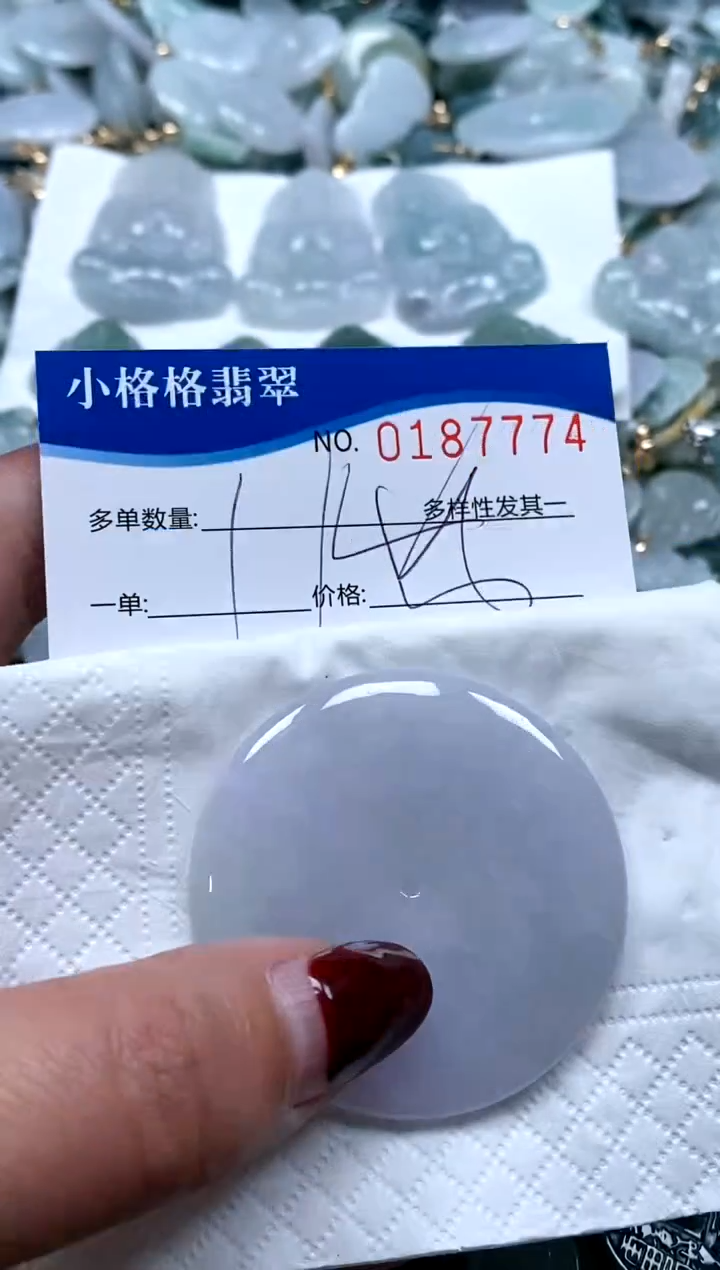 小格格翡翠
NO. 0187774
多单数量: 多样性发其一
一单: 价格: